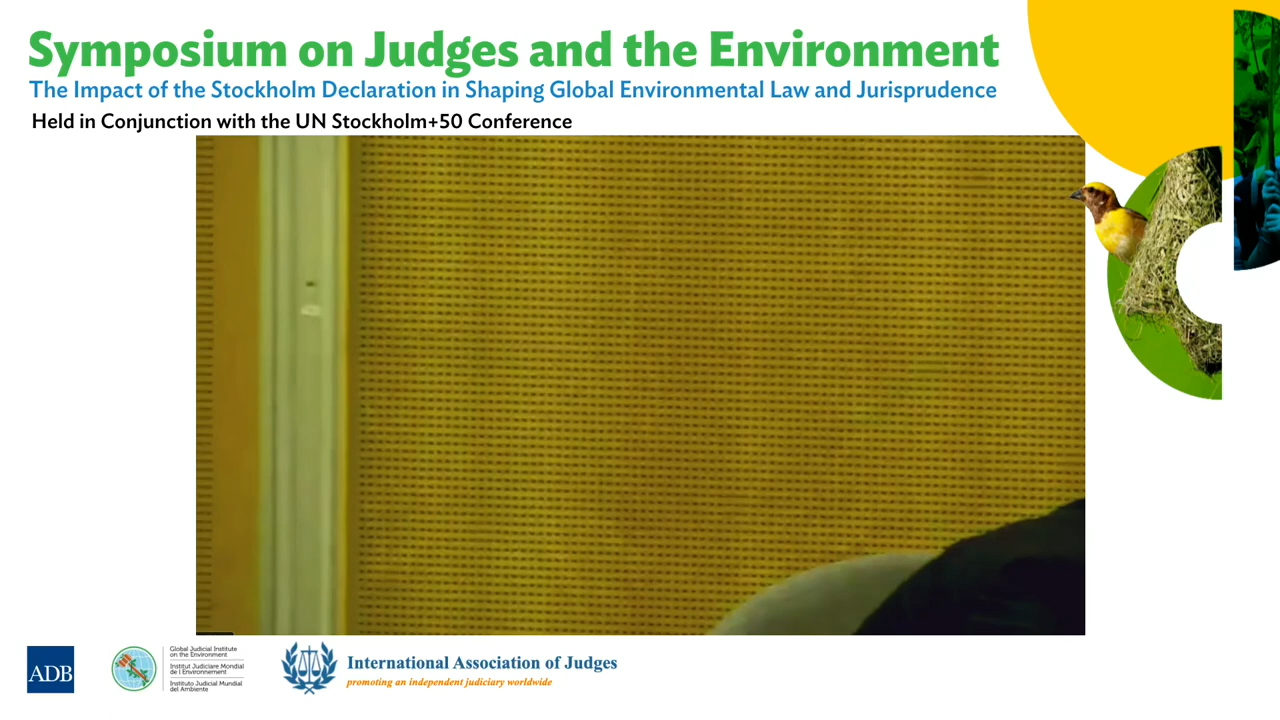 Symposium on Judges and the Environment
The Impact of the Stockholm Declaration in Shaping Global Environmental Law and Jurisprudence
Held in Conjunction with the UN Stockholm+50 Conference
ADB
Global Judicial Institute
on the Environment
Institut Judiciaire Mondial
de l'Environnement
Instituto Judicial Mundial
del Ambiente
International Association of Judges
promoting an independent judiciary worldwide